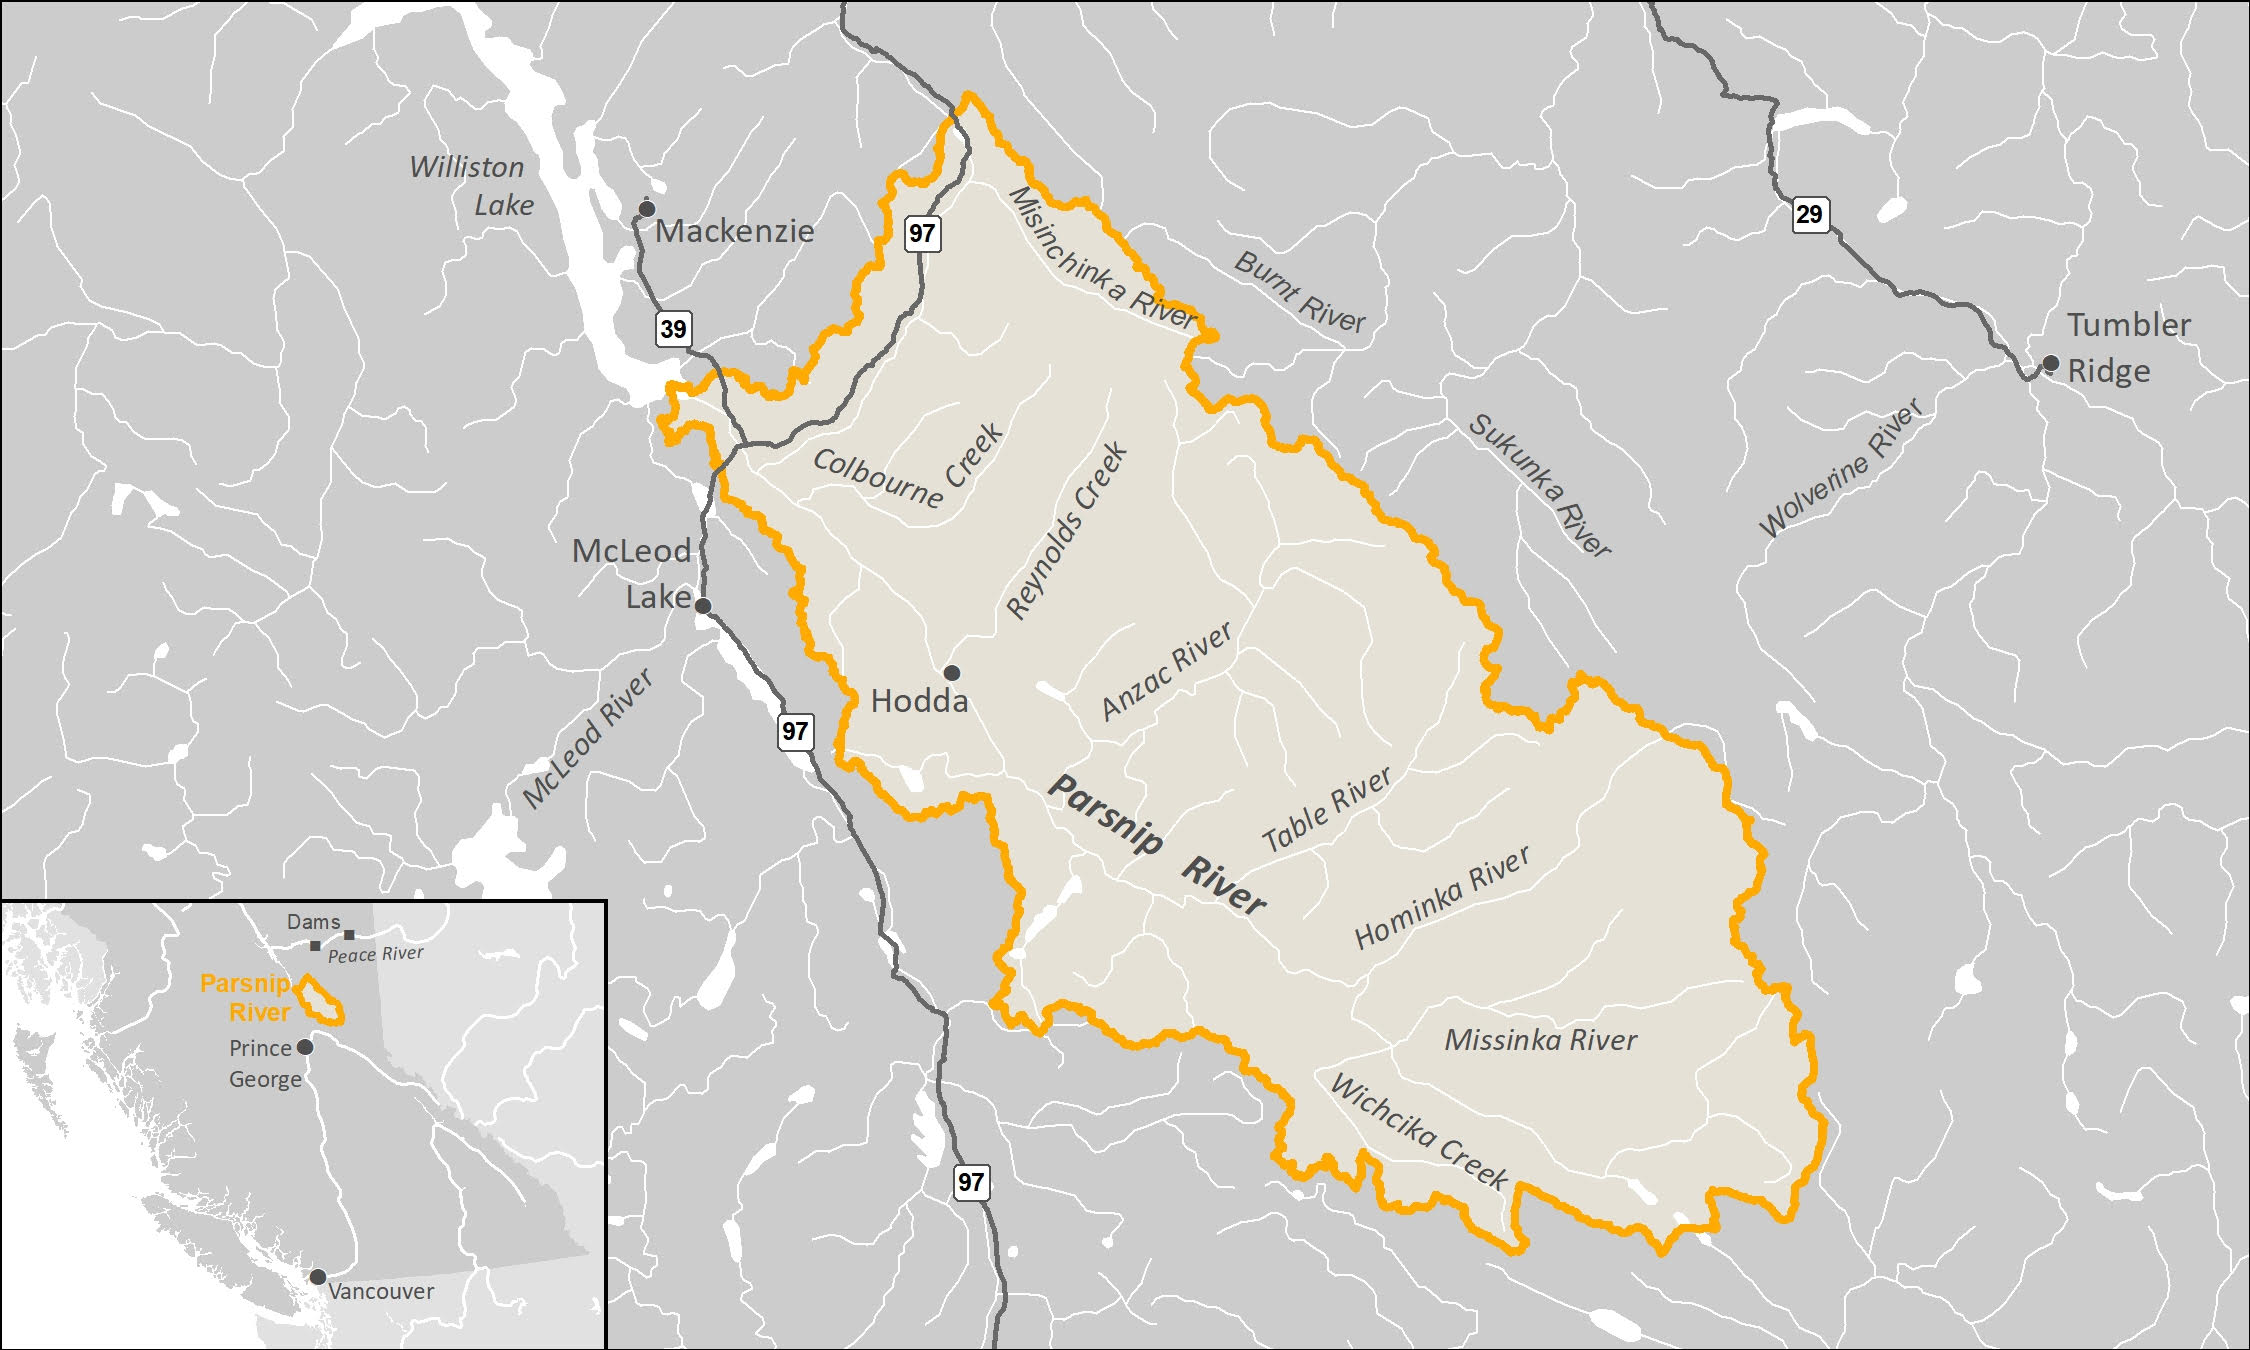 Williston
Lake
Mackenzie
39
97
Misinchinka River
Burnt River
29
Tumbler
Ridge
Sukunka River
Wolverine River
Colbourne Creek
Reynolds Creek
McLeod
Lake
McLeod River
Hodda
97
Anzac River
Parsnip River
Table River
Hominka River
Missinka River
Wichcika Creek
97
Dams
Peace River
Parsnip
River
Prince
George
Vancouver